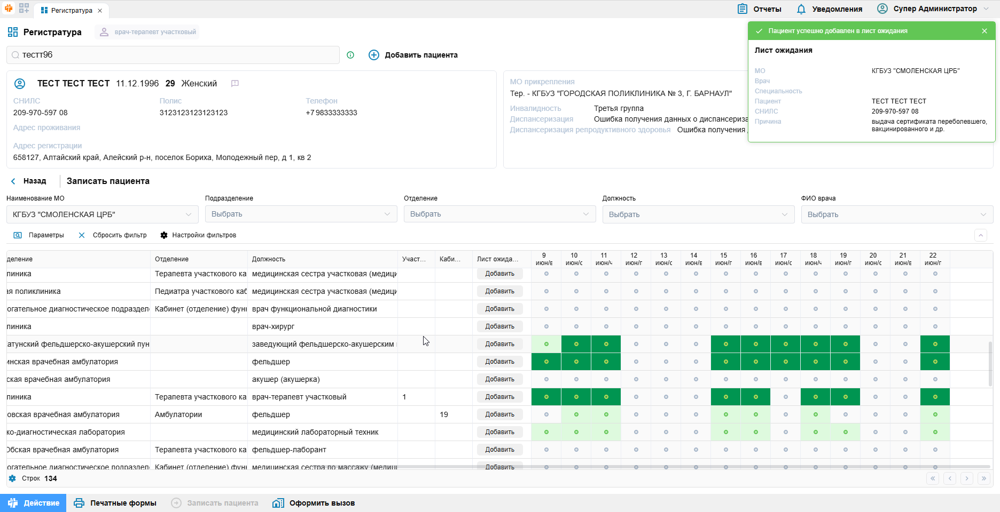 Регистратура
Отчеты
Уведомления
Супер Администратор
Регистратура
врач-терапевт участковый
тестт96
Добавить пациента
Пациент успешно добавлен в лист ожидания
Лист ожидания
МО КГБУЗ "СМОЛЕНСКАЯ ЦРБ"
Врач
Специальность
Пациент ТЕСТ ТЕСТ ТЕСТ
СНИЛС 209-970-597 08
Причина выдача сертификата переболевшего,
вакцинированного и др.
ТЕСТ ТЕСТ ТЕСТ 11.12.1996 29 Женский
СНИЛС Полис Телефон
209-970-597 08 3123123123123123 +7 9833333333
Адрес проживания
Адрес регистрации
658127, Алтайский край, Алейский р-н, поселок Бориха, Молодежный пер, д 1, кв 2
МО прикрепления
Тер. - КГБУЗ "ГОРОДСКАЯ ПОЛИКЛИНИКА № 3, Г. БАРНАУЛ"
Инвалидность Третья группа
Диспансеризация Ошибка получения данных о диспансериза
Диспансеризация репродуктивного здоровья Ошибка получения
Назад Записать пациента
Наименование МО Подразделение Отделение Должность ФИО врача
КГБУЗ "СМОЛЕНСКАЯ ЦРБ" Выбрать Выбрать Выбрать Выбрать
Параметры Сбросить фильтр Настройки фильтров
деление Отделение Должность Участ... Каби... Лист ожида... 9 10 11 12 13 14 15 16 17 18 19 20 21 22
июн/в июн/с июн/ч июн/п июн/с июн/в июн/п июн/в июн/с июн/ч июн/п июн/с июн/в июн/п
линика Терапевта участкового ка медицинская сестра участковая (медици Добавить
ая поликлиника Педиатра участкового каб медицинская сестра участковая (медици Добавить
огательное диагностическое подраздел Кабинет (отделение) фун врач функциональной диагностики Добавить
линика врач-хирург Добавить
атунский фельдшерско-акушерский пун заведующий фельдшерско-акушерским Добавить
инская врачебная амбулатория фельдшер Добавить
ская врачебная амбулатория акушер (акушерка) Добавить
линика Терапевта участкового ка врач-терапевт участковый 1 Добавить
овская врачебная амбулатория Амбулатории фельдшер 19 Добавить
ко-диагностическая лаборатория медицинский лабораторный техник Добавить
Обская врачебная амбулатория Терапевта участкового ка фельдшер-лаборант Добавить
огательное диагностическое подраздел Кабинет (отделение) фун медицинская сестра по массажу (медиц Добавить
Строк 134
Действие Печатные формы Записать пациента Оформить вызов